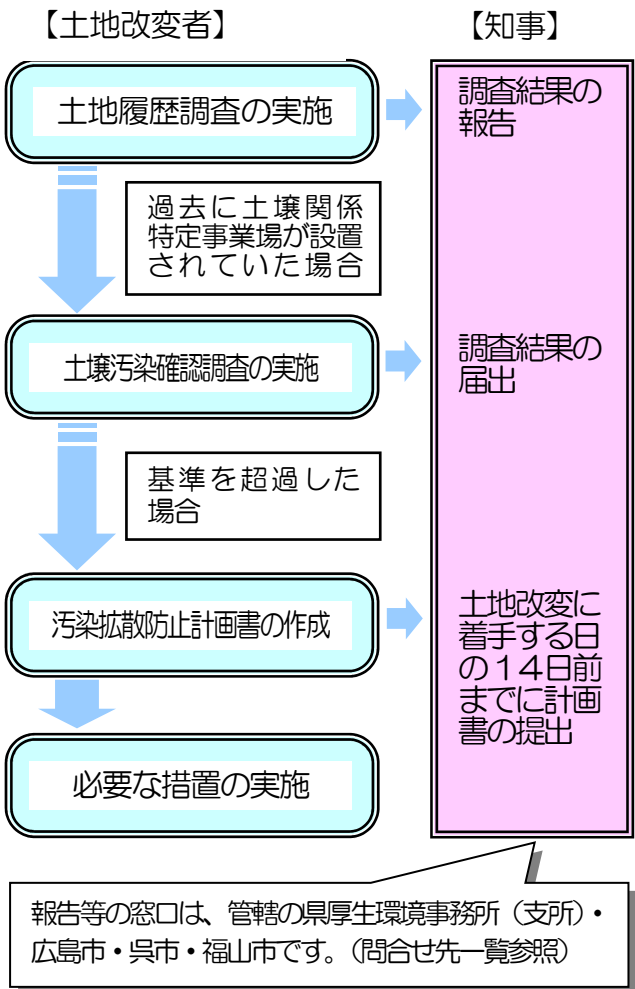 【土地改変者】
【知事】
土地履歴調査の実施
調査結果の
報告
過去に土壌関係
特定事業場が設置
されていた場合
土壌汚染確認調査の実施
調査結果の
届出
基準を超過した
場合
汚染拡散防止計画書の作成
土地改変に
着手する日
の１４日前
までに計画
書の提出
必要な措置の実施
報告等の窓口は、管轄の県厚生環境事務所（支所）・
広島市・呉市・福山市です。（問合せ先一覧参照）